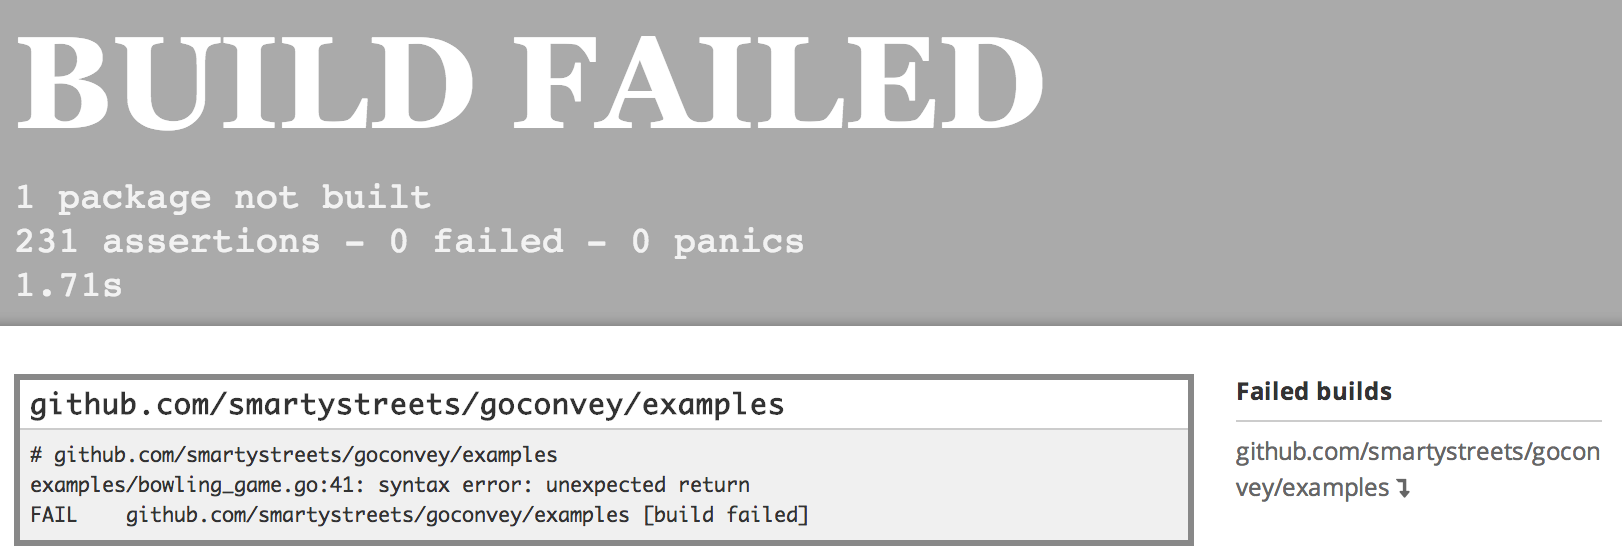 BUILD FAILED
1 package not built
231 assertions - 0 failed - 0 panics
1.71s
github.com/smartystreets/goconvey/examples
# github.com/smartystreets/goconvey/examples
examples/bowling_game.go:41: syntax error: unexpected return
FAIL    github.com/smartystreets/goconvey/examples [build failed]
Failed builds
github.com/smartystreets/gocon
vey/examples